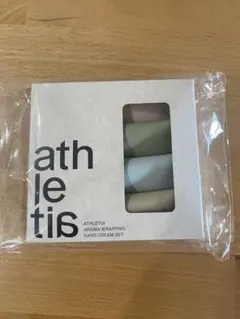 ath
le
tia
ATHLETIA
AROMA WRAPPING
HAND CREAM SET